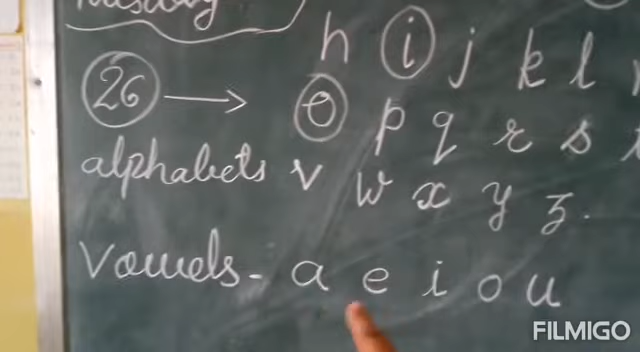 h i j k l
26 → o p q r s
alphabets v w x y z.
Vowels - a e i o u
FILMIGO